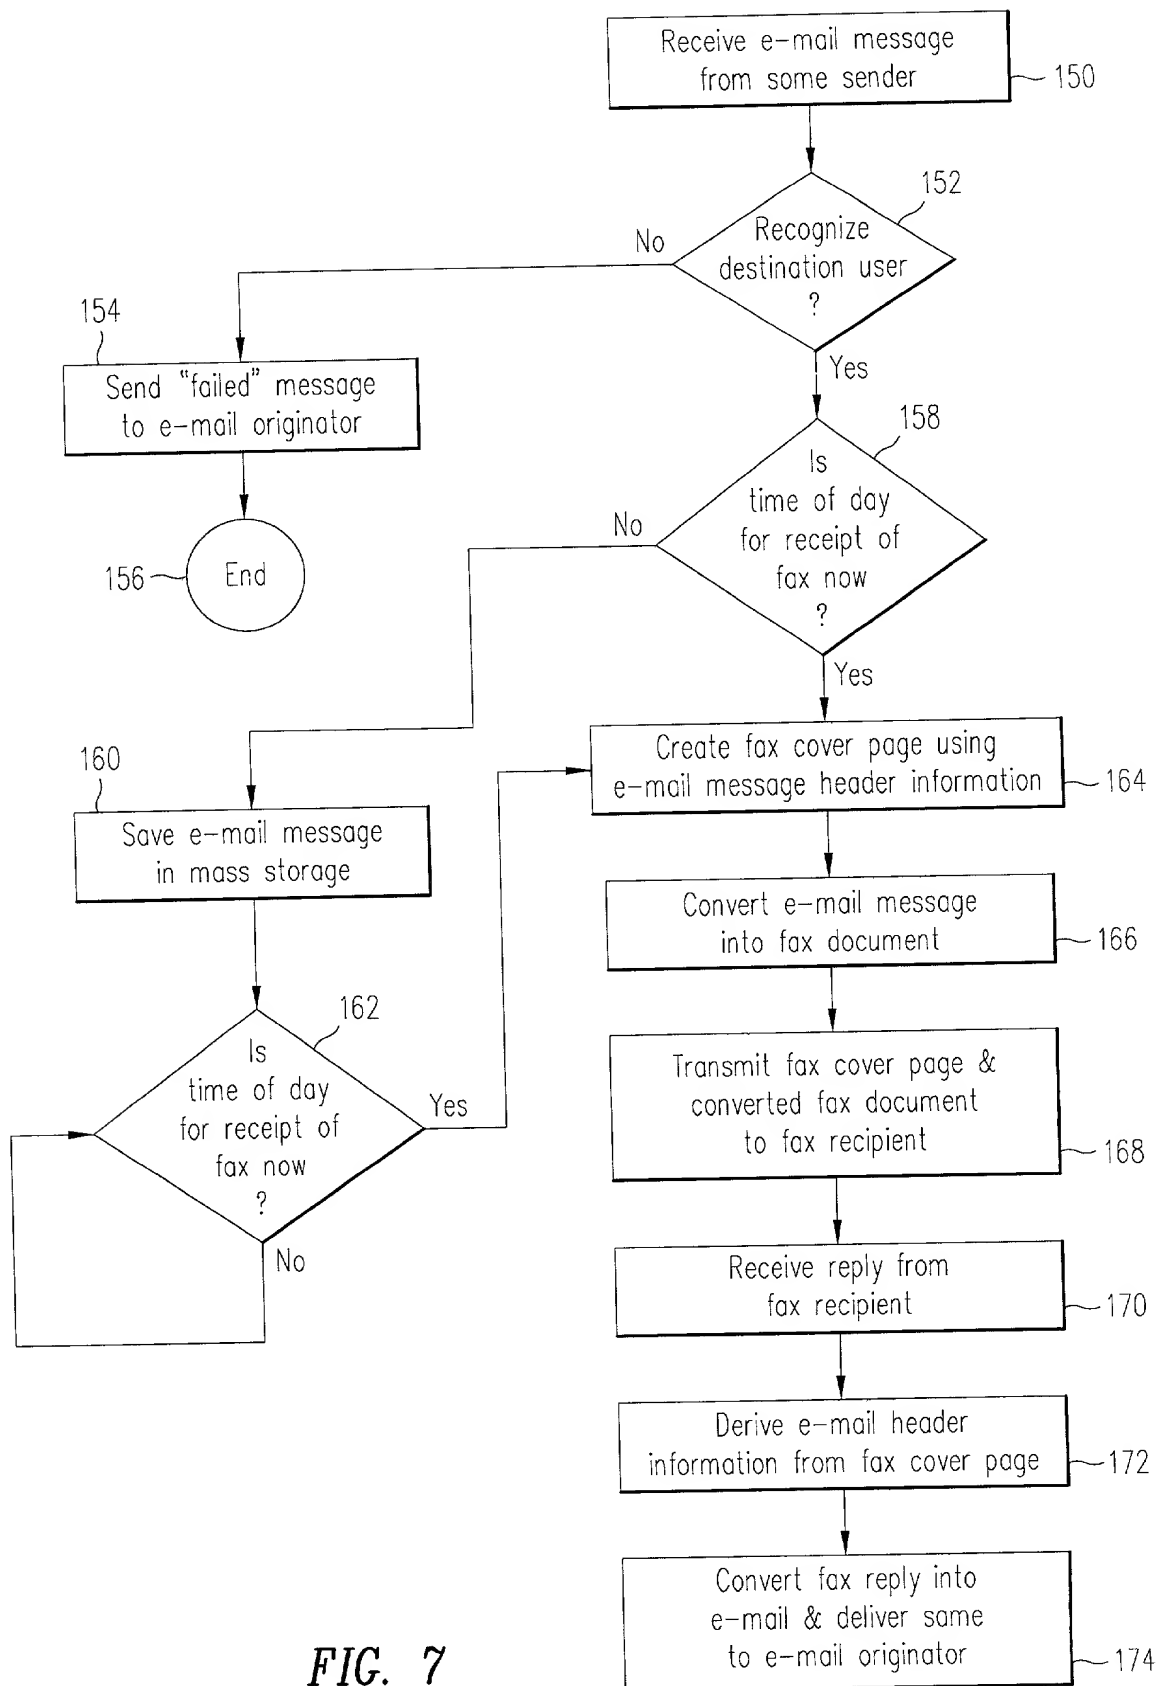 Receive e-mail message
from some sender
150
152
Recognize
destination user
?
No
Yes
154
Send "failed" message
to e-mail originator
156
End
158
Is
time of day
for receipt of
fax now
?
No
Yes
160
Save e-mail message
in mass storage
162
Is
time of day
for receipt of
fax now
?
Yes
No
Create fax cover page using
e-mail message header information
164
Convert e-mail message
into fax document
166
Transmit fax cover page &
converted fax document
to fax recipient
168
Receive reply from
fax recipient
170
Derive e-mail header
information from fax cover page
172
Convert fax reply into
e-mail & deliver same
to e-mail originator
174
FIG. 7